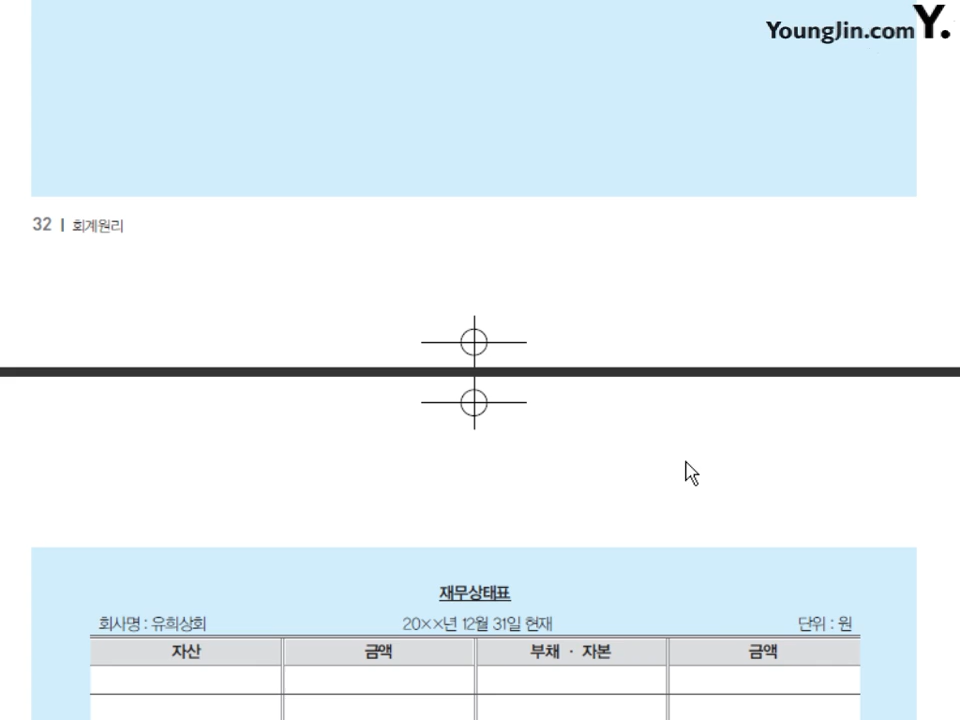 YoungJin.com Y.
32 | 회계원리
재무상태표
회사명 : 유희상회 20××년 12월 31일 현재 단위 : 원
자산 금액 부채 · 자본 금액